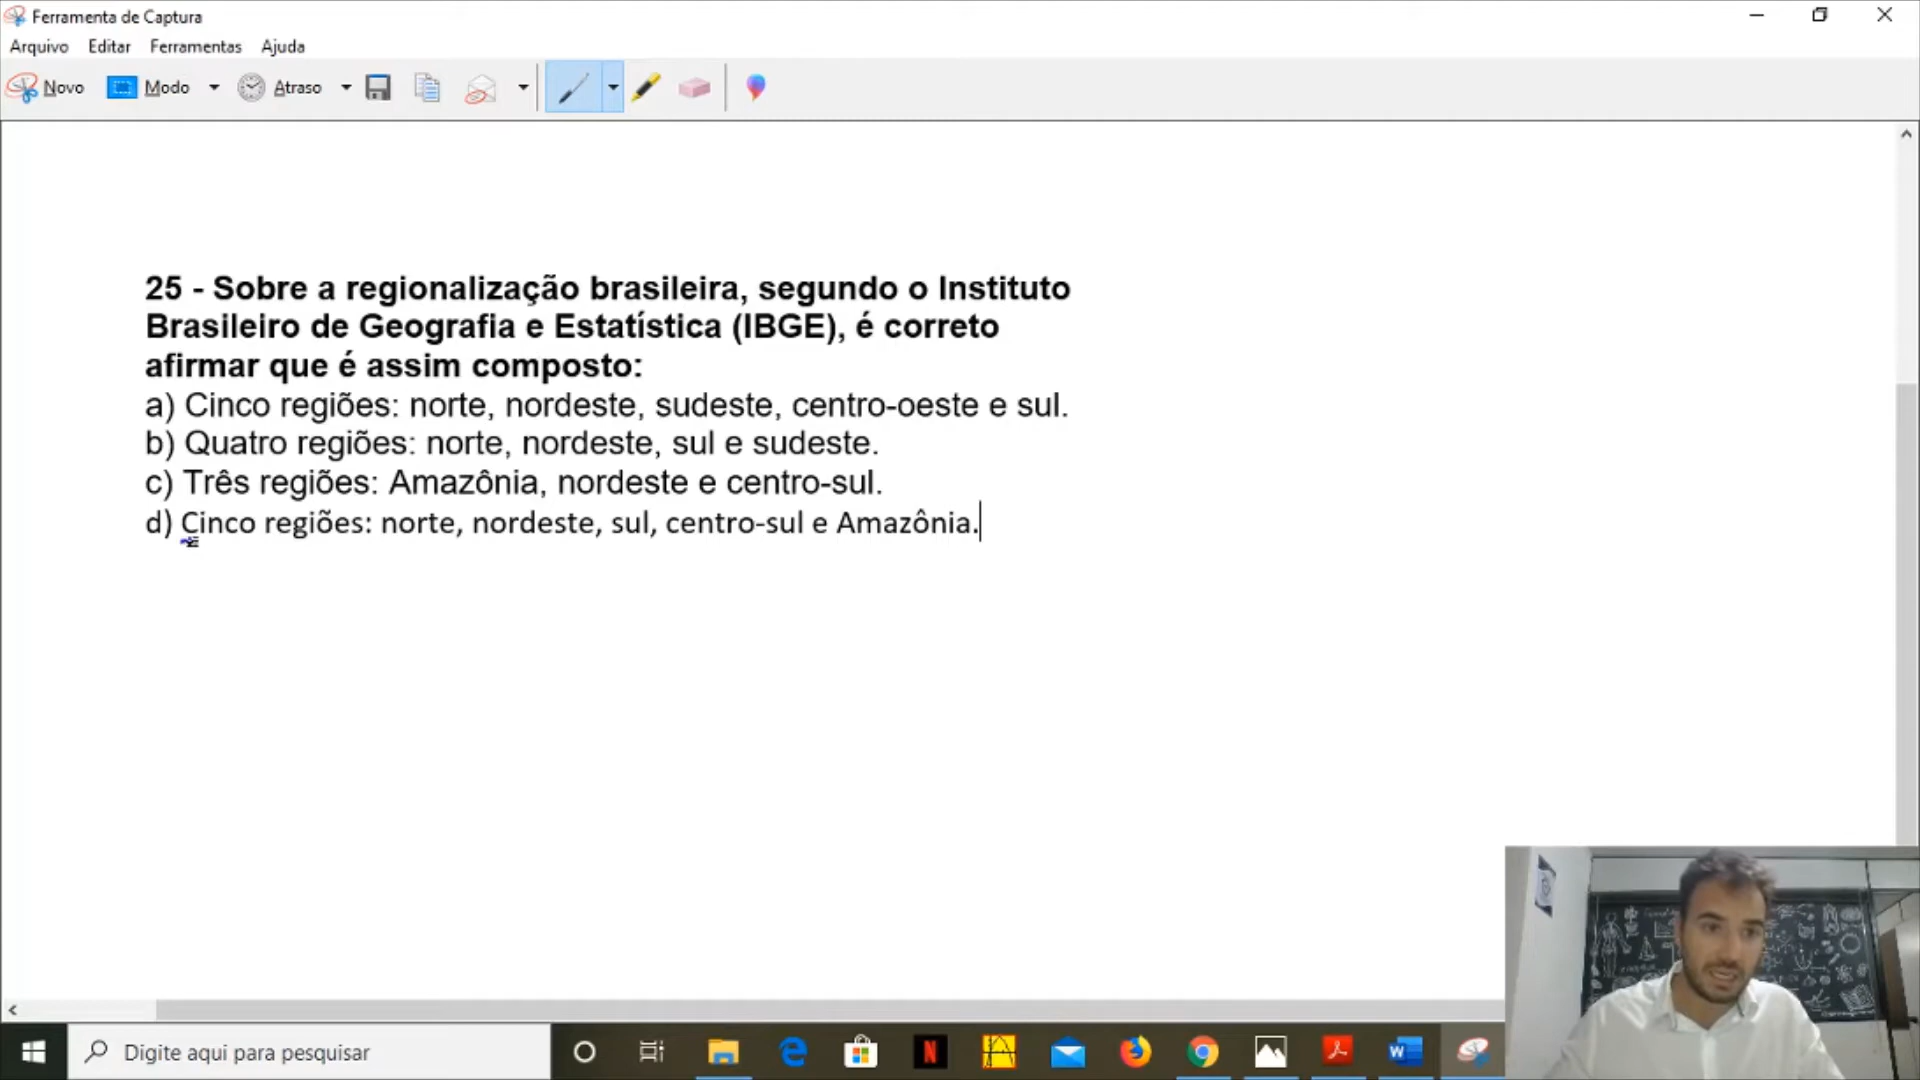 Ferramenta de Captura
Arquivo Editar Ferramentas Ajuda
Novo Modo Atraso
25 - Sobre a regionalização brasileira, segundo o Instituto
Brasileiro de Geografia e Estatística (IBGE), é correto
afirmar que é assim composto:
a) Cinco regiões: norte, nordeste, sudeste, centro-oeste e sul.
b) Quatro regiões: norte, nordeste, sul e sudeste.
c) Três regiões: Amazônia, nordeste e centro-sul.
d) Cinco regiões: norte, nordeste, sul, centro-sul e Amazônia.
Digite aqui para pesquisar